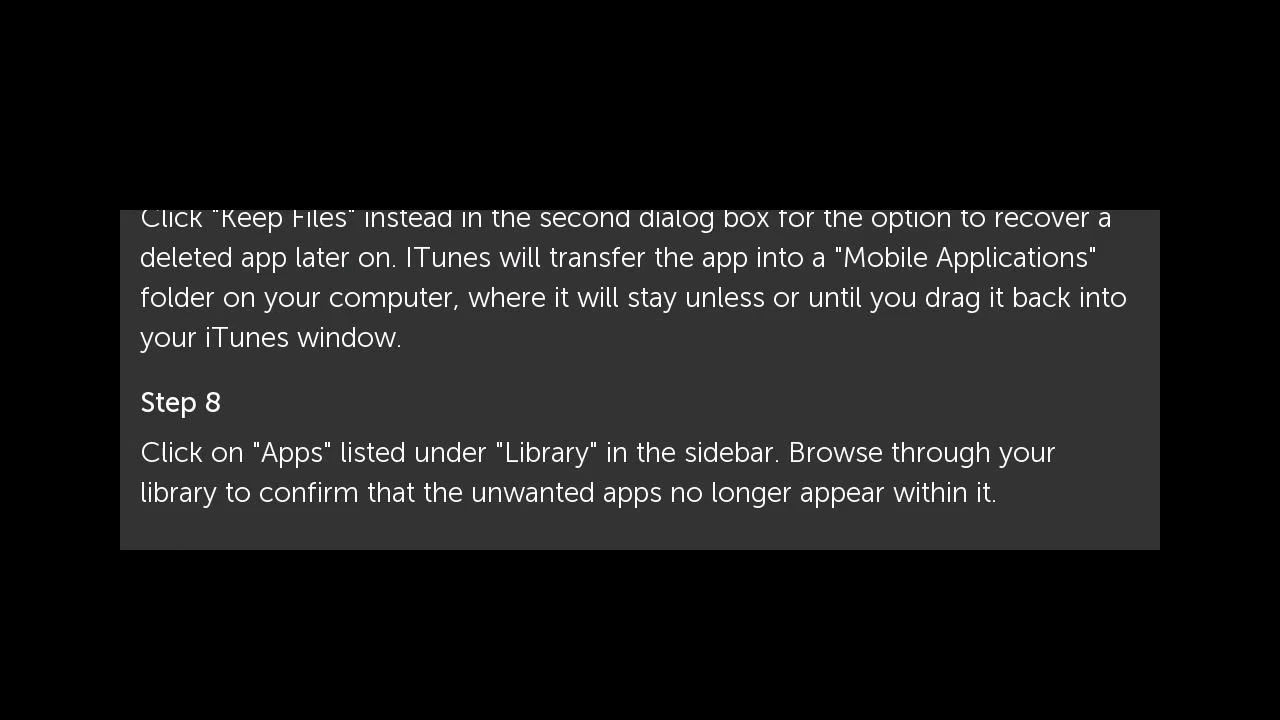 Click "Keep Files" instead in the second dialog box for the option to recover a
deleted app later on. ITunes will transfer the app into a "Mobile Applications"
folder on your computer, where it will stay unless or until you drag it back into
your iTunes window.
Step 8
Click on "Apps" listed under "Library" in the sidebar. Browse through your
library to confirm that the unwanted apps no longer appear within it.